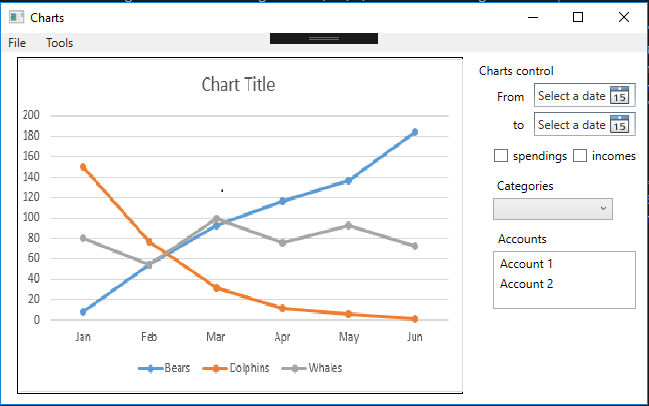 Charts
File Tools
Chart Title
200
180
160
140
120
100
80
60
40
20
0
Jan Feb Mar Apr May Jun
Bears Dolphins Whales
Charts control
From Select a date 15
to Select a date 15
spendings incomes
Categories
Accounts
Account 1
Account 2